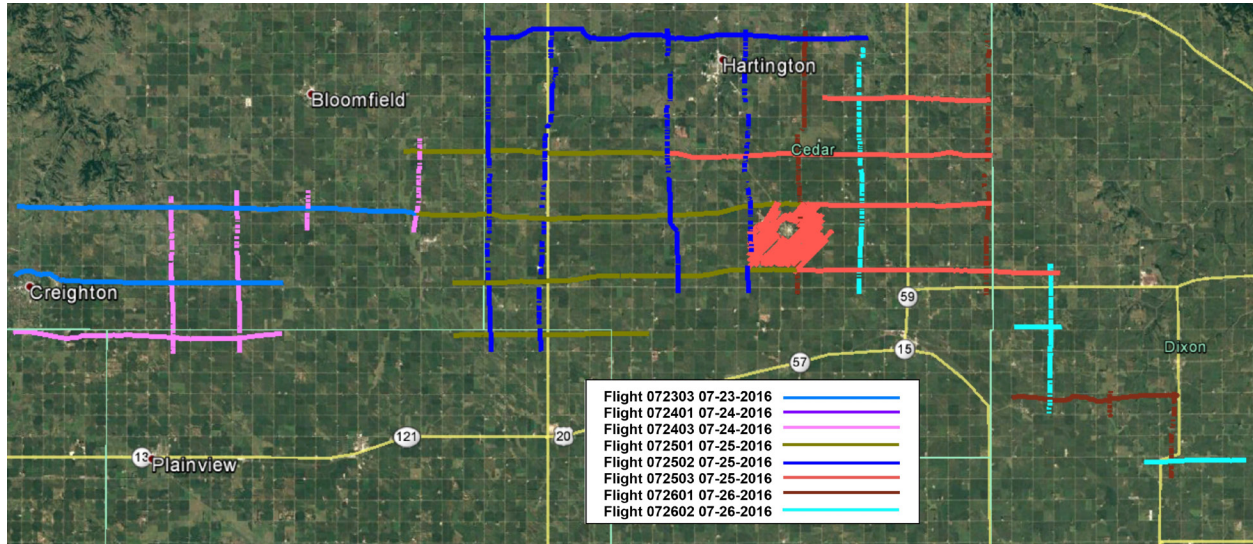 Hartington
Bloomfield
Cedar
Creighton
59
Dixon
57
15
Flight 072303 07-23-2016
Flight 072401 07-24-2016
Flight 072403 07-24-2016
Flight 072501 07-25-2016
Flight 072502 07-25-2016
Flight 072503 07-25-2016
Flight 072601 07-26-2016
Flight 072602 07-26-2016
121
20
13
Plainview